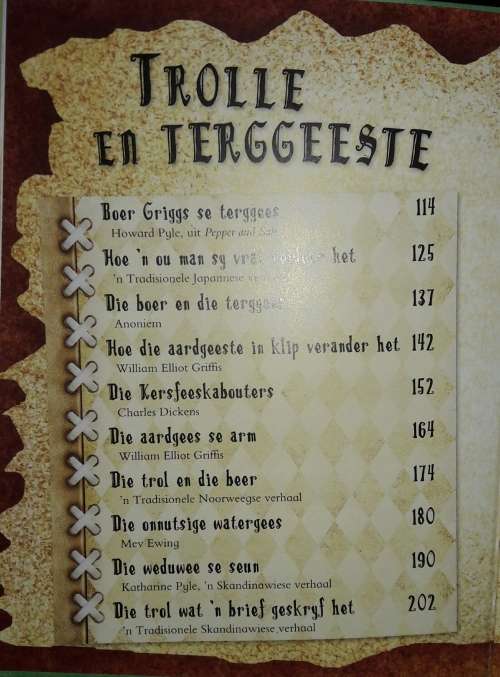 TROLLE
EN TERGGEESTE
Boer Griggs se terggees 114
Howard Pyle, uit Pepper and
Hoe 'n ou man sy het 125
'n Tradisionele Japannese
Die boer en die terggees 137
Anoniem
Hoe die aardgeeste in klip verander het 142
William Elliot Griffis
Die Kersfeeskabouters 152
Charles Dickens
Die aardgees se arm 164
William Elliot Griffis
Die trol en die beer 174
'n Tradisionele Noorweegse verhaal
Die onnutsige watergees 180
Mev Ewing
Die weduwee se seun 190
Katharine Pyle, 'n Skandinawiese verhaal
Die trol wat 'n brief geskryf het 202
'n Tradisionele Skandinawiese verhaal